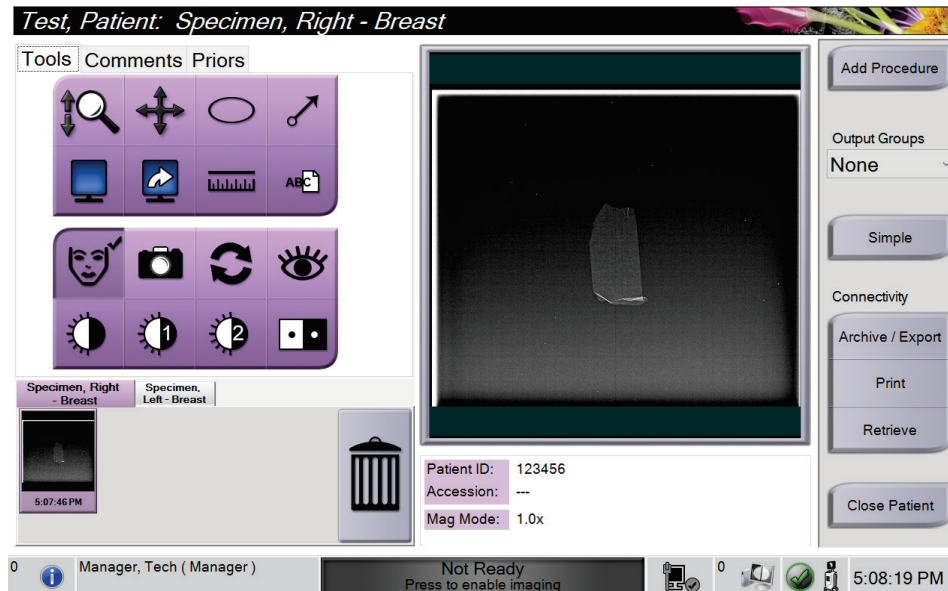 Test, Patient: Specimen, Right - Breast
Tools Comments Priors
ABC
1 2
Specimen, Right
- Breast
Specimen,
Left - Breast
5:07:46 PM
Patient ID: 123456
Accession: ---
Mag Mode: 1.0x
Add Procedure
Output Groups
None
Simple
Connectivity
Archive / Export
Print
Retrieve
Close Patient
0 Manager, Tech ( Manager )
Not Ready
Press to enable imaging
0
5:08:19 PM